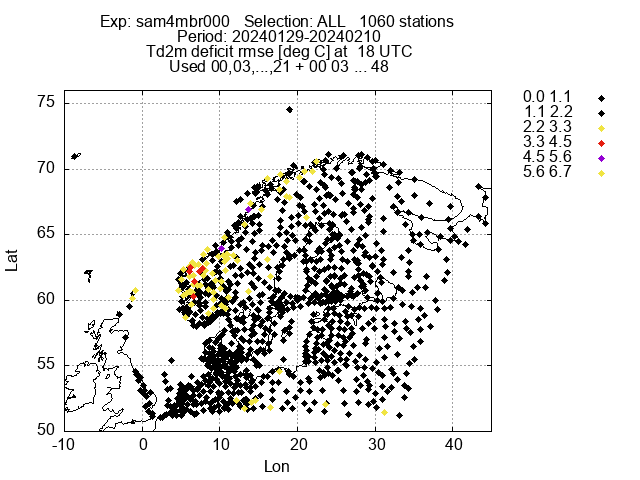 Exp: sam4mbr000 Selection: ALL 1060 stations
Period: 20240129-20240210
Td2m deficit rmse [deg C] at 18 UTC
Used 00,03,...,21 + 00 03 ... 48
0.0 1.1
1.1 2.2
2.2 3.3
3.3 4.5
4.5 5.6
5.6 6.7
75
70
65
60
55
50
Lat
-10 0 10 20 30 40
Lon